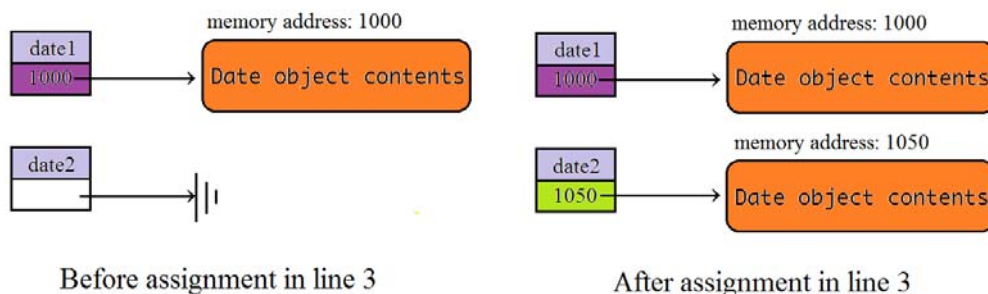 memory address: 1000
date1
1000
Date object contents
date2
Before assignment in line 3
memory address: 1000
date1
1000
Date object contents
memory address: 1050
date2
1050
Date object contents
After assignment in line 3